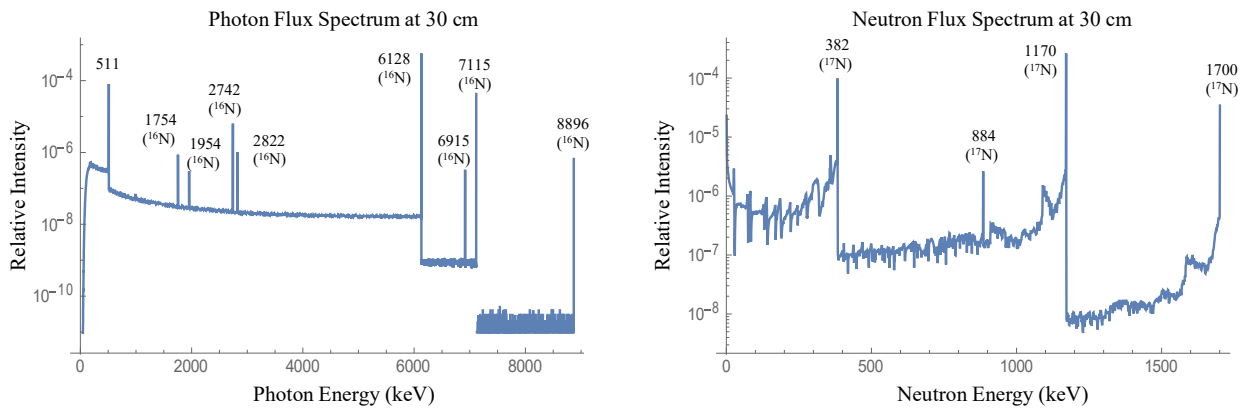 Photon Flux Spectrum at 30 cm
Relative Intensity
10⁻⁴
10⁻⁶
10⁻⁸
10⁻¹⁰
511
1754
(¹⁶N)
1954
(¹⁶N)
2742
(¹⁶N)
2822
(¹⁶N)
6128
(¹⁶N)
6915
(¹⁶N)
7115
(¹⁶N)
8896
(¹⁶N)
0
2000
4000
6000
8000
Photon Energy (keV)
Neutron Flux Spectrum at 30 cm
Relative Intensity
10⁻⁴
10⁻⁵
10⁻⁶
10⁻⁷
10⁻⁸
382
(¹⁷N)
884
(¹⁷N)
1170
(¹⁷N)
1700
(¹⁷N)
0
500
1000
1500
Neutron Energy (keV)